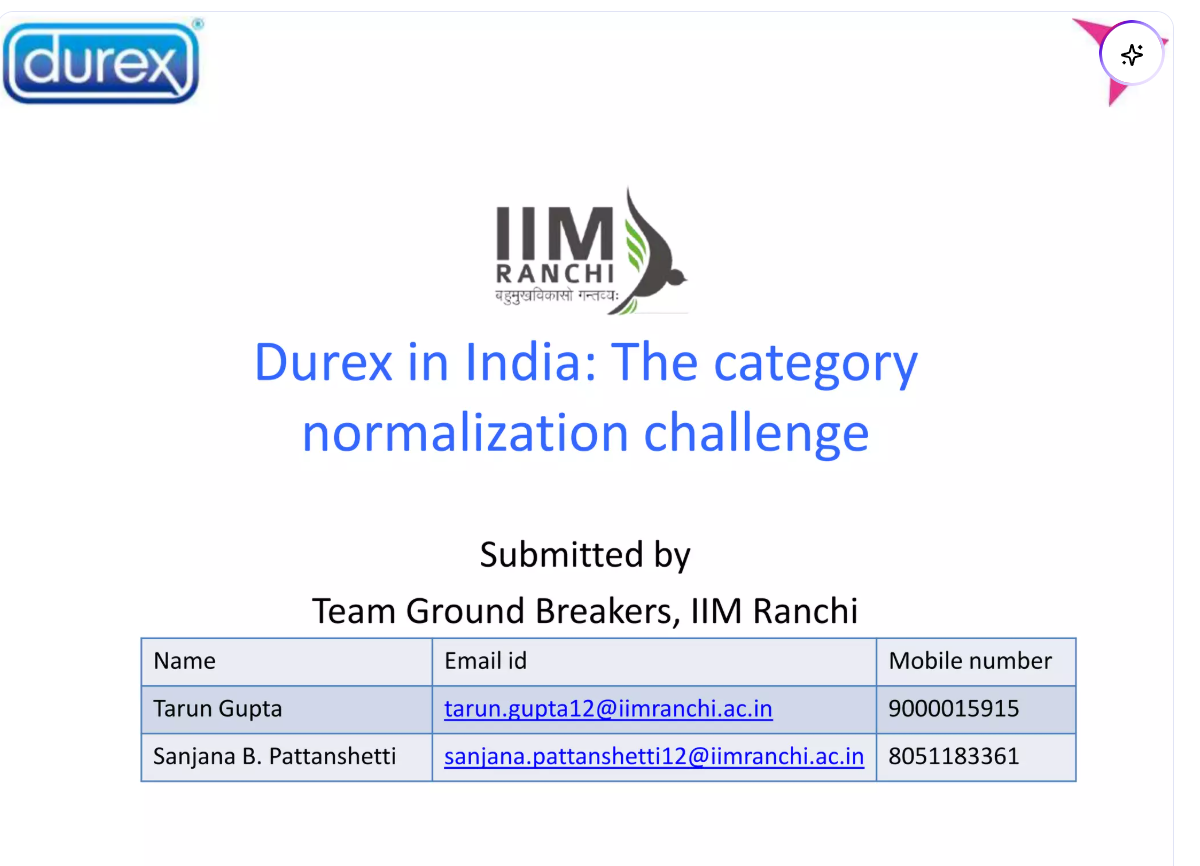 durex®
IIM
RANCHI
बहुमुखविकासो गन्तव्यः
Durex in India: The category
normalization challenge
Submitted by
Team Ground Breakers, IIM Ranchi
Name Email id Mobile number
Tarun Gupta tarun.gupta12@iimranchi.ac.in 9000015915
Sanjana B. Pattanshetti sanjana.pattanshetti12@iimranchi.ac.in 8051183361